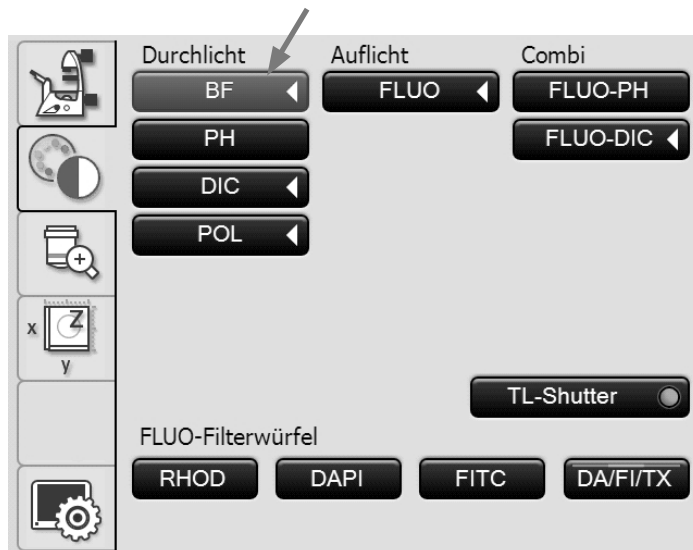 Durchlicht Auflicht Combi
BF FLUO FLUO-PH
PH FLUO-DIC
DIC
POL
x Z
y
TL-Shutter
FLUO-Filterwürfel
RHOD DAPI FITC DA/FI/TX